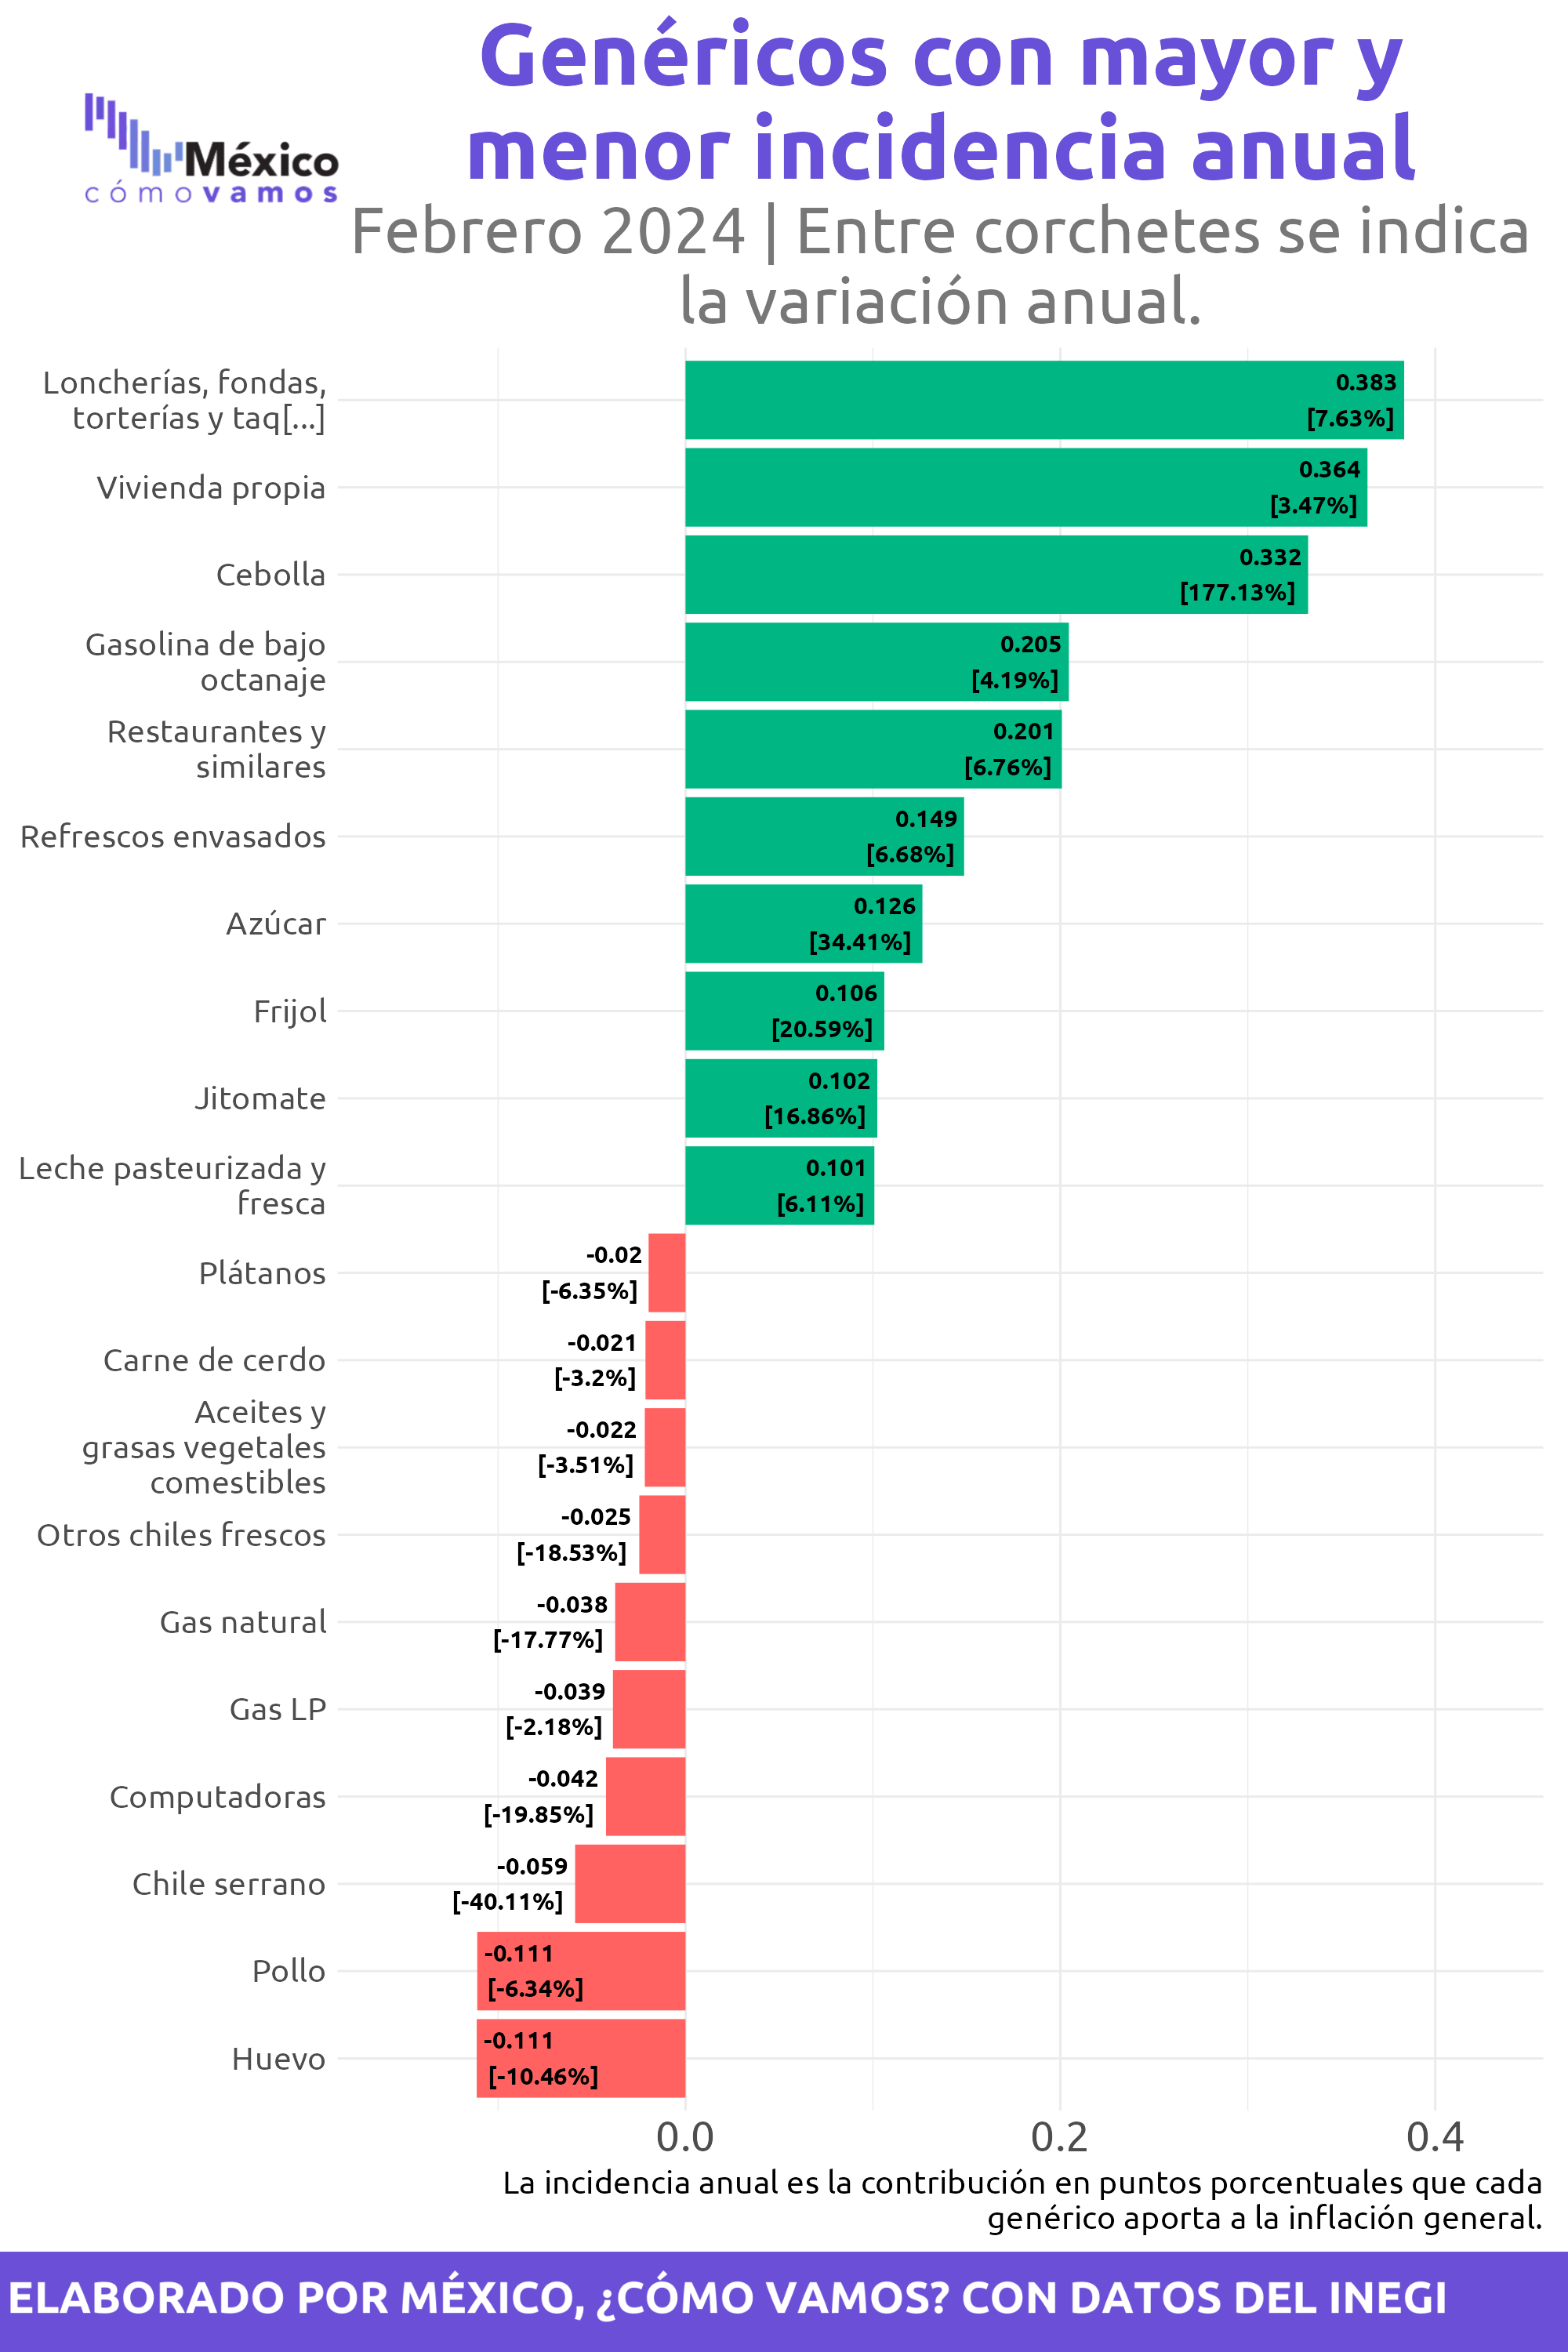 Genéricos con mayor y
menor incidencia anual
México
cómovamos
Febrero 2024 | Entre corchetes se indica
la variación anual.
Loncherías, fondas,
torterías y taq[...]
0.383
[7.63%]
Vivienda propia
0.364
[3.47%]
Cebolla
0.332
[177.13%]
Gasolina de bajo
octanaje
0.205
[4.19%]
Restaurantes y
similares
0.201
[6.76%]
Refrescos envasados
0.149
[6.68%]
Azúcar
0.126
[34.41%]
Frijol
0.106
[20.59%]
Jitomate
0.102
[16.86%]
Leche pasteurizada y
fresca
0.101
[6.11%]
Plátanos
-0.02
[-6.35%]
Carne de cerdo
-0.021
[-3.2%]
Aceites y
grasas vegetales
comestibles
-0.022
[-3.51%]
Otros chiles frescos
-0.025
[-18.53%]
Gas natural
-0.038
[-17.77%]
Gas LP
-0.039
[-2.18%]
Computadoras
-0.042
[-19.85%]
Chile serrano
-0.059
[-40.11%]
Pollo
-0.111
[-6.34%]
Huevo
-0.111
[-10.46%]
0.0 0.2 0.4
La incidencia anual es la contribución en puntos porcentuales que cada
genérico aporta a la inflación general.
ELABORADO POR MÉXICO, ¿CÓMO VAMOS? CON DATOS DEL INEGI